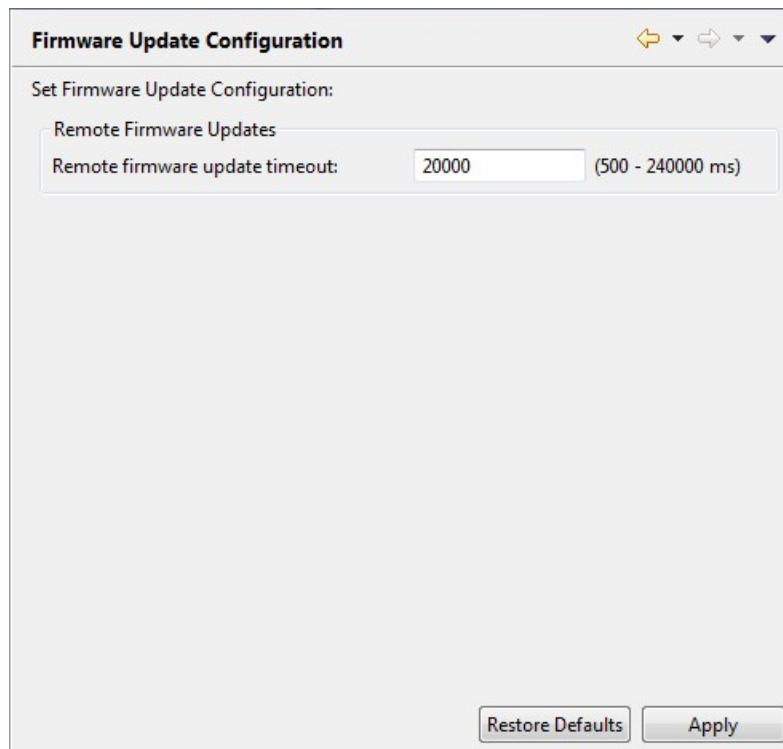 Firmware Update Configuration
Set Firmware Update Configuration:
Remote Firmware Updates
Remote firmware update timeout: 20000 (500 - 240000 ms)
Restore Defaults Apply